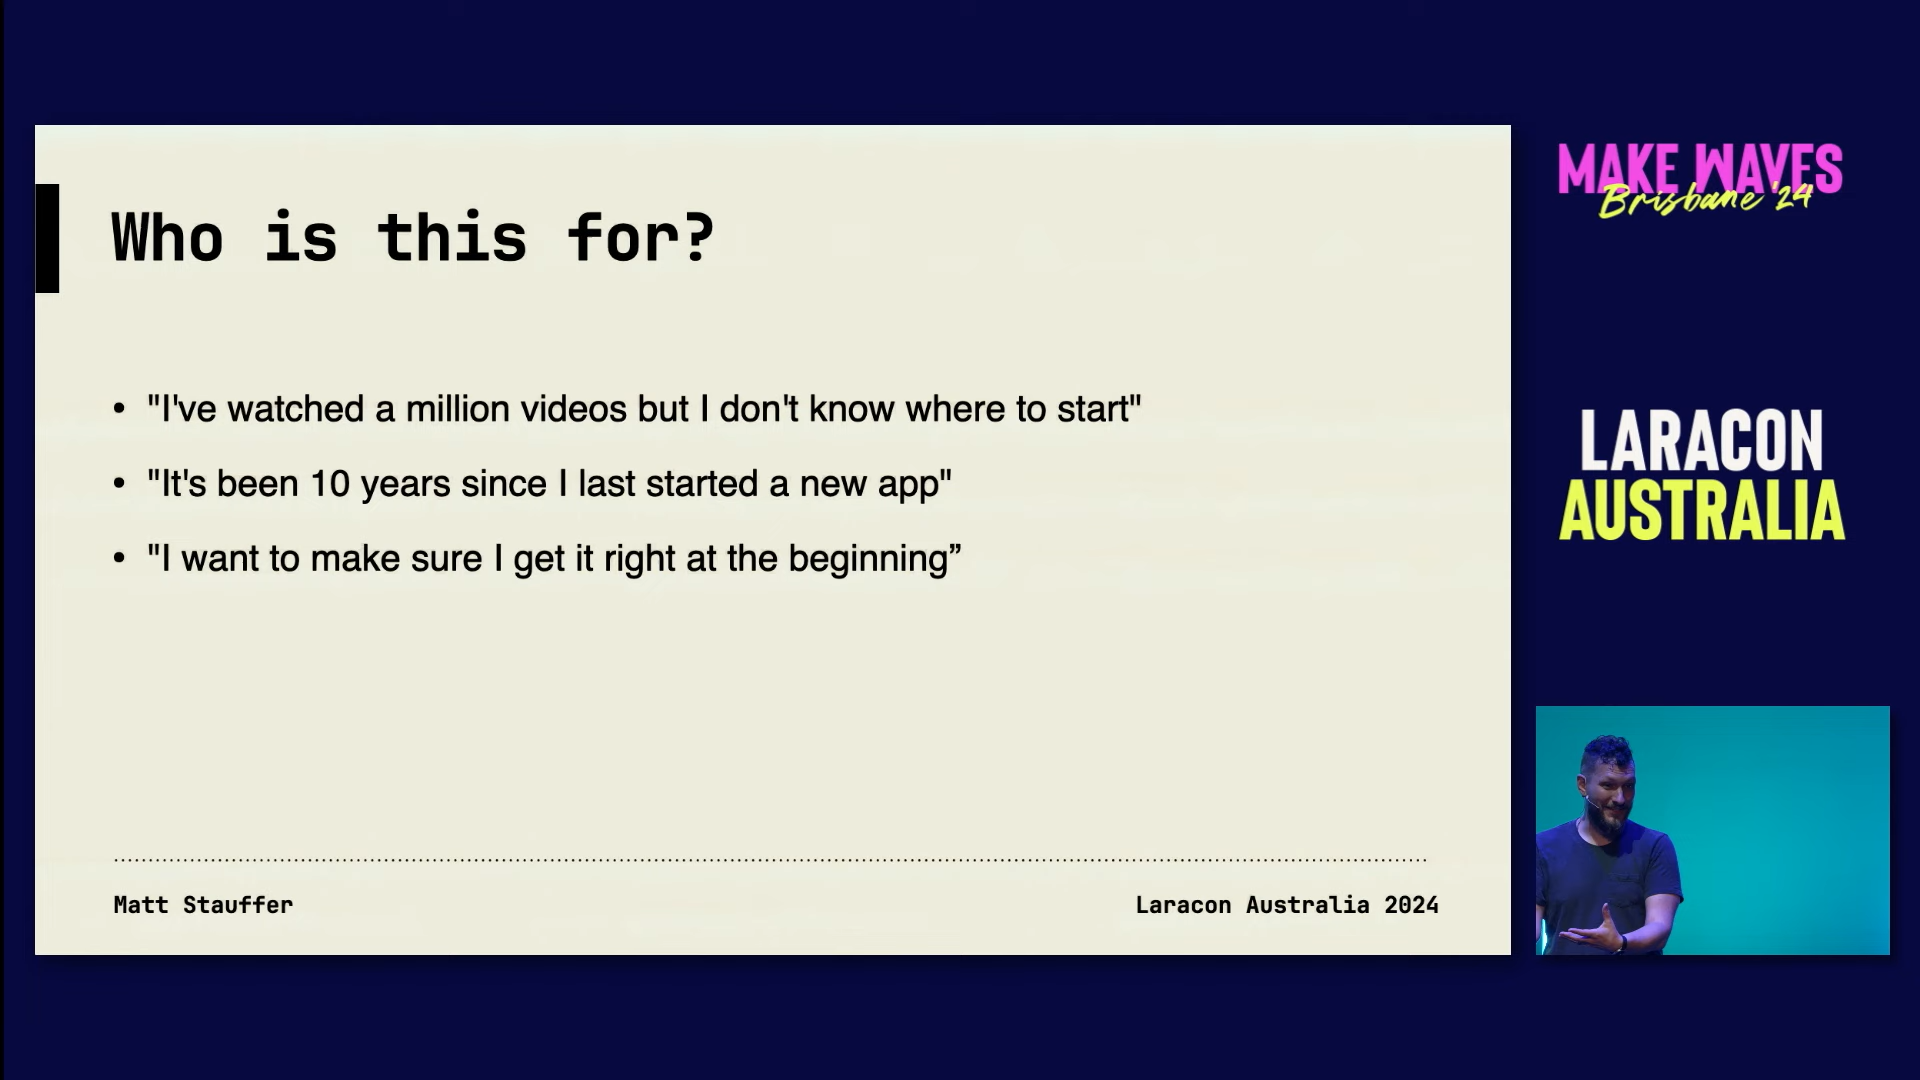 Who is this for?
• "I've watched a million videos but I don't know where to start"
• "It's been 10 years since I last started a new app"
• "I want to make sure I get it right at the beginning”
Matt Stauffer
Laracon Australia 2024
MAKE WAVES
Brisbane '24
LARACON
AUSTRALIA